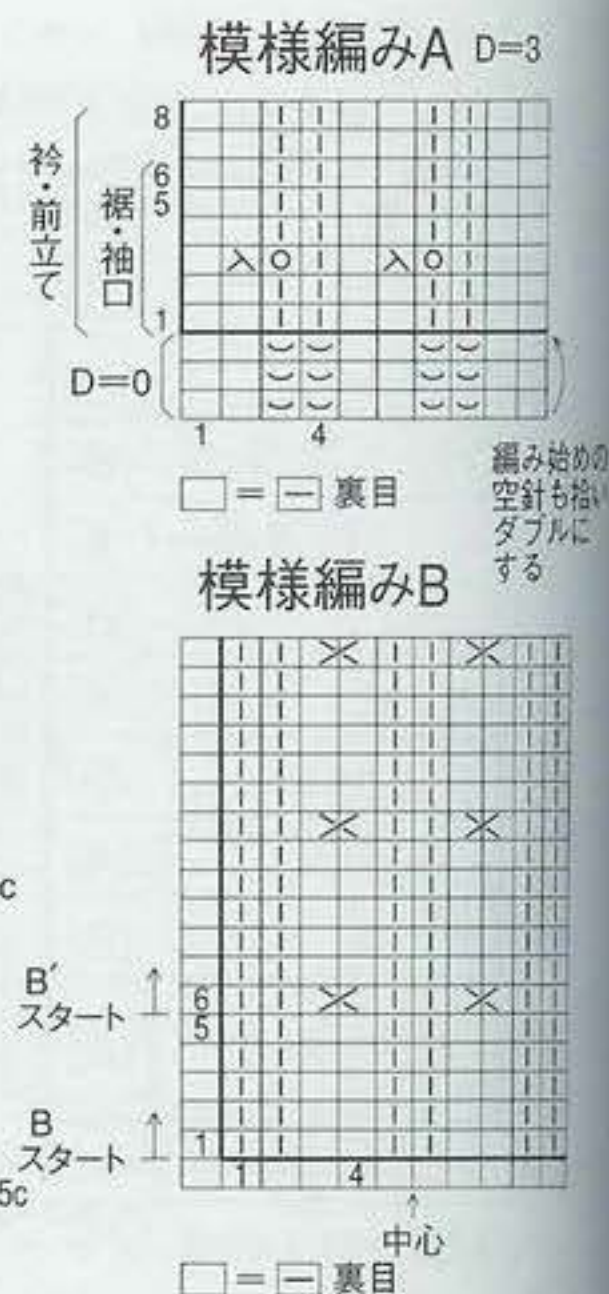 模様編みA D=3
8
6
5
1
衿・前立て
裾・袖口
D=0
1 4
編み始めの
空針も拾い
ダブルに
する
□=⊟ 裏目
模様編みB
c
B′
スタート
6
5
B
スタート
1
5c
1 4
中心
□=⊟ 裏目